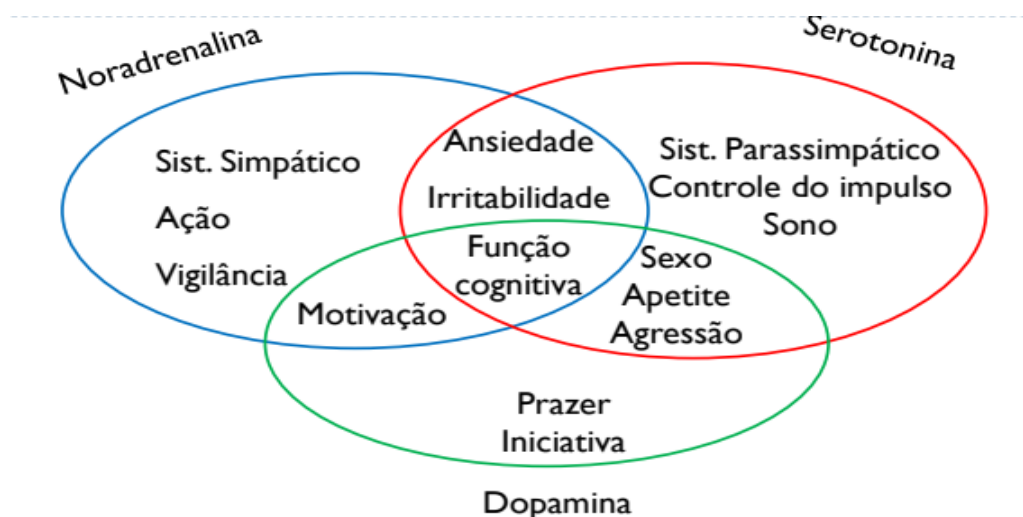 Noradrenalina
Serotonina
Sist. Simpático
Ação
Vigilância
Ansiedade
Irritabilidade
Sist. Parassimpático
Controle do impulso
Sono
Função
cognitiva
Motivação
Sexo
Apetite
Agressão
Prazer
Iniciativa
Dopamina